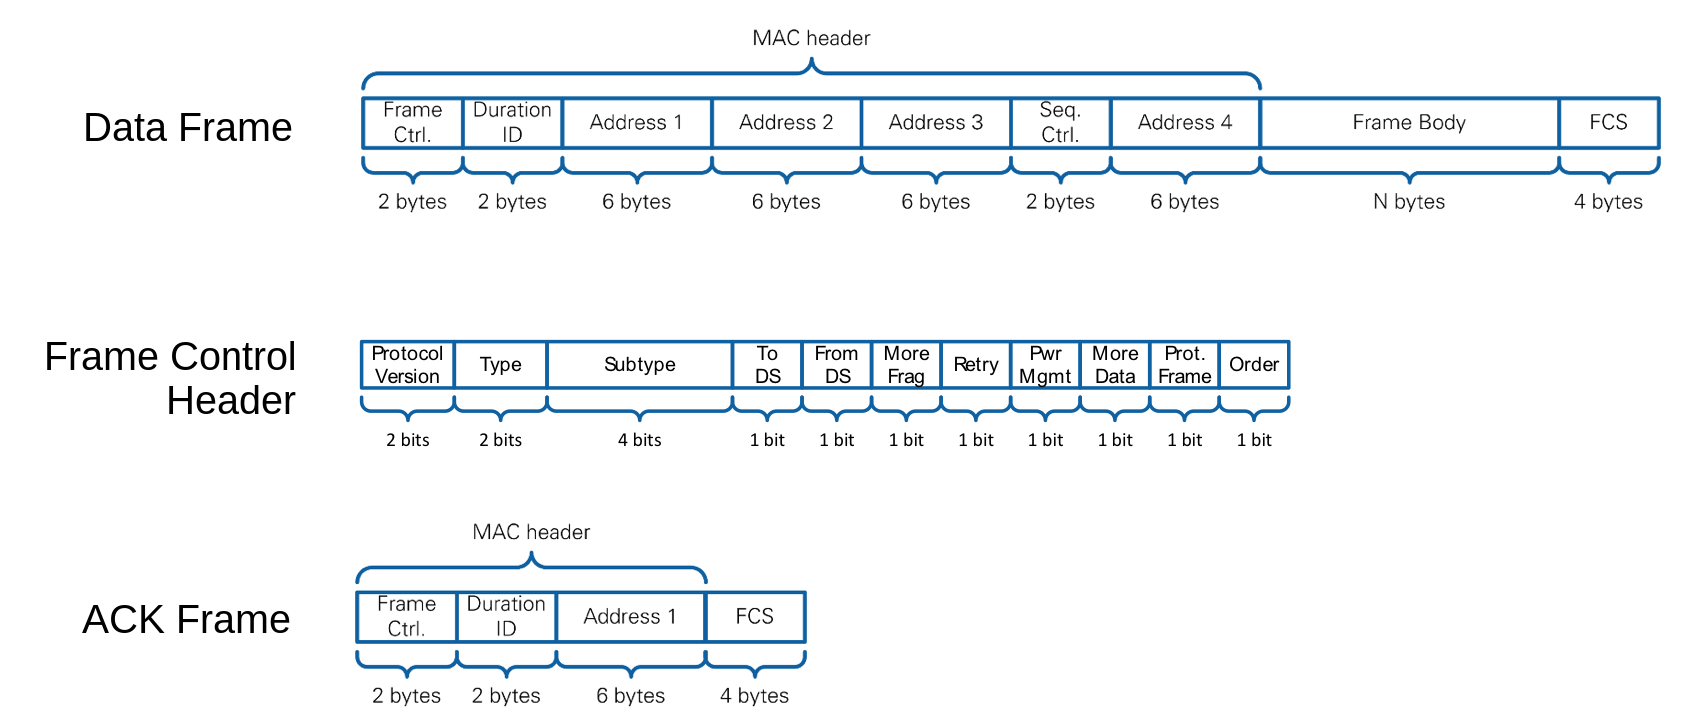 MAC header
Data Frame
Frame Ctrl.
Duration ID
Address 1
Address 2
Address 3
Seq. Ctrl.
Address 4
Frame Body
FCS
2 bytes
2 bytes
6 bytes
6 bytes
6 bytes
2 bytes
6 bytes
N bytes
4 bytes
Frame Control
Header
Protocol
Version
Type
Subtype
To
DS
From
DS
More
Frag
Retry
Pwr
Mgmt
More
Data
Prot.
Frame
Order
2 bits
2 bits
4 bits
1 bit
1 bit
1 bit
1 bit
1 bit
1 bit
1 bit
1 bit
MAC header
ACK Frame
Frame
Ctrl.
Duration
ID
Address 1
FCS
2 bytes
2 bytes
6 bytes
4 bytes